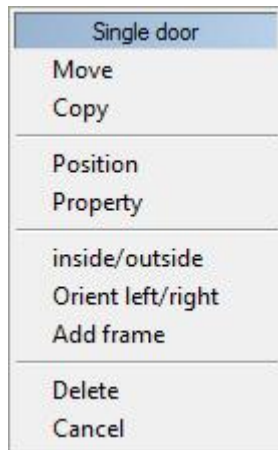 Single door
Move
Copy
Position
Property
inside/outside
Orient left/right
Add frame
Delete
Cancel